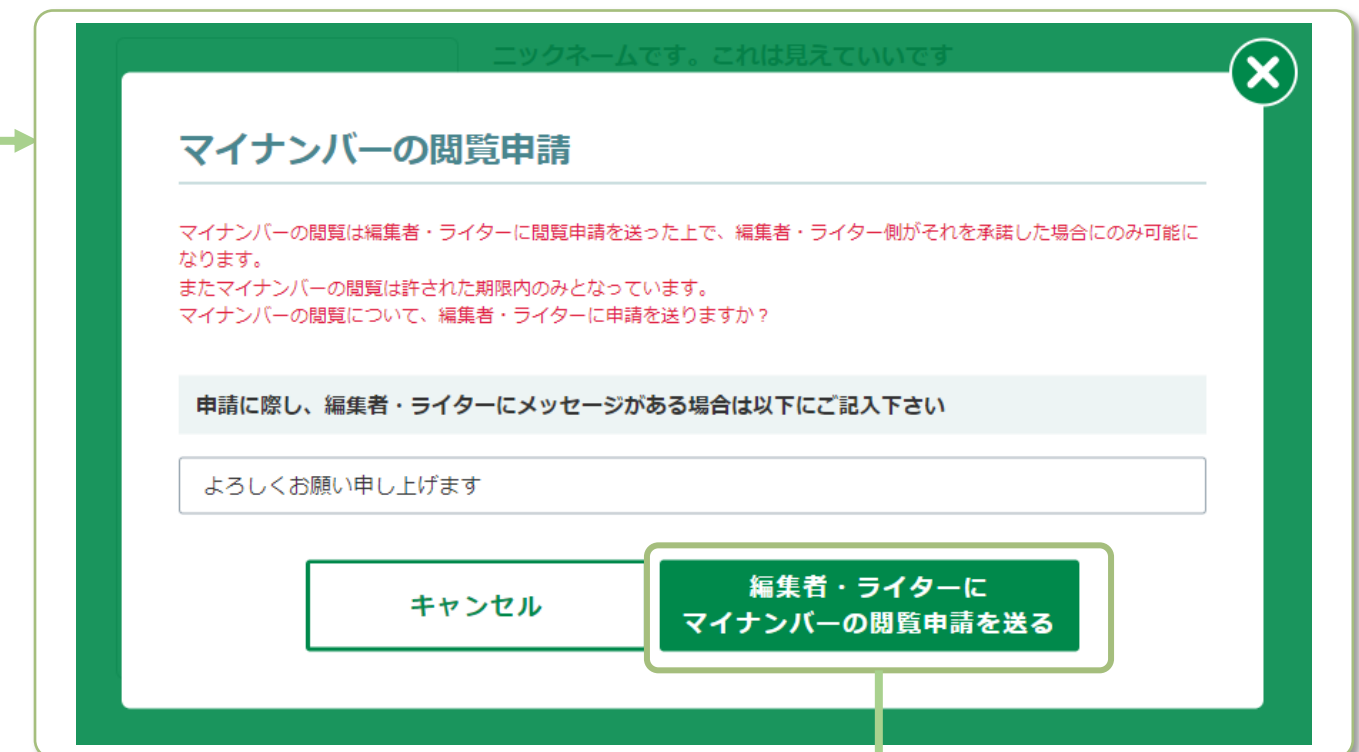 ニックネームです。これは見えていいです
マイナンバーの閲覧申請
マイナンバーの閲覧は編集者・ライターに閲覧申請を送った上で、編集者・ライター側がそれを承諾した場合にのみ可能に
なります。
またマイナンバーの閲覧は許された期限内のみとなっています。
マイナンバーの閲覧について、編集者・ライターに申請を送りますか？
申請に際し、編集者・ライターにメッセージがある場合は以下にご記入下さい
よろしくお願い申し上げます
キャンセル
編集者・ライターに
マイナンバーの閲覧申請を送る